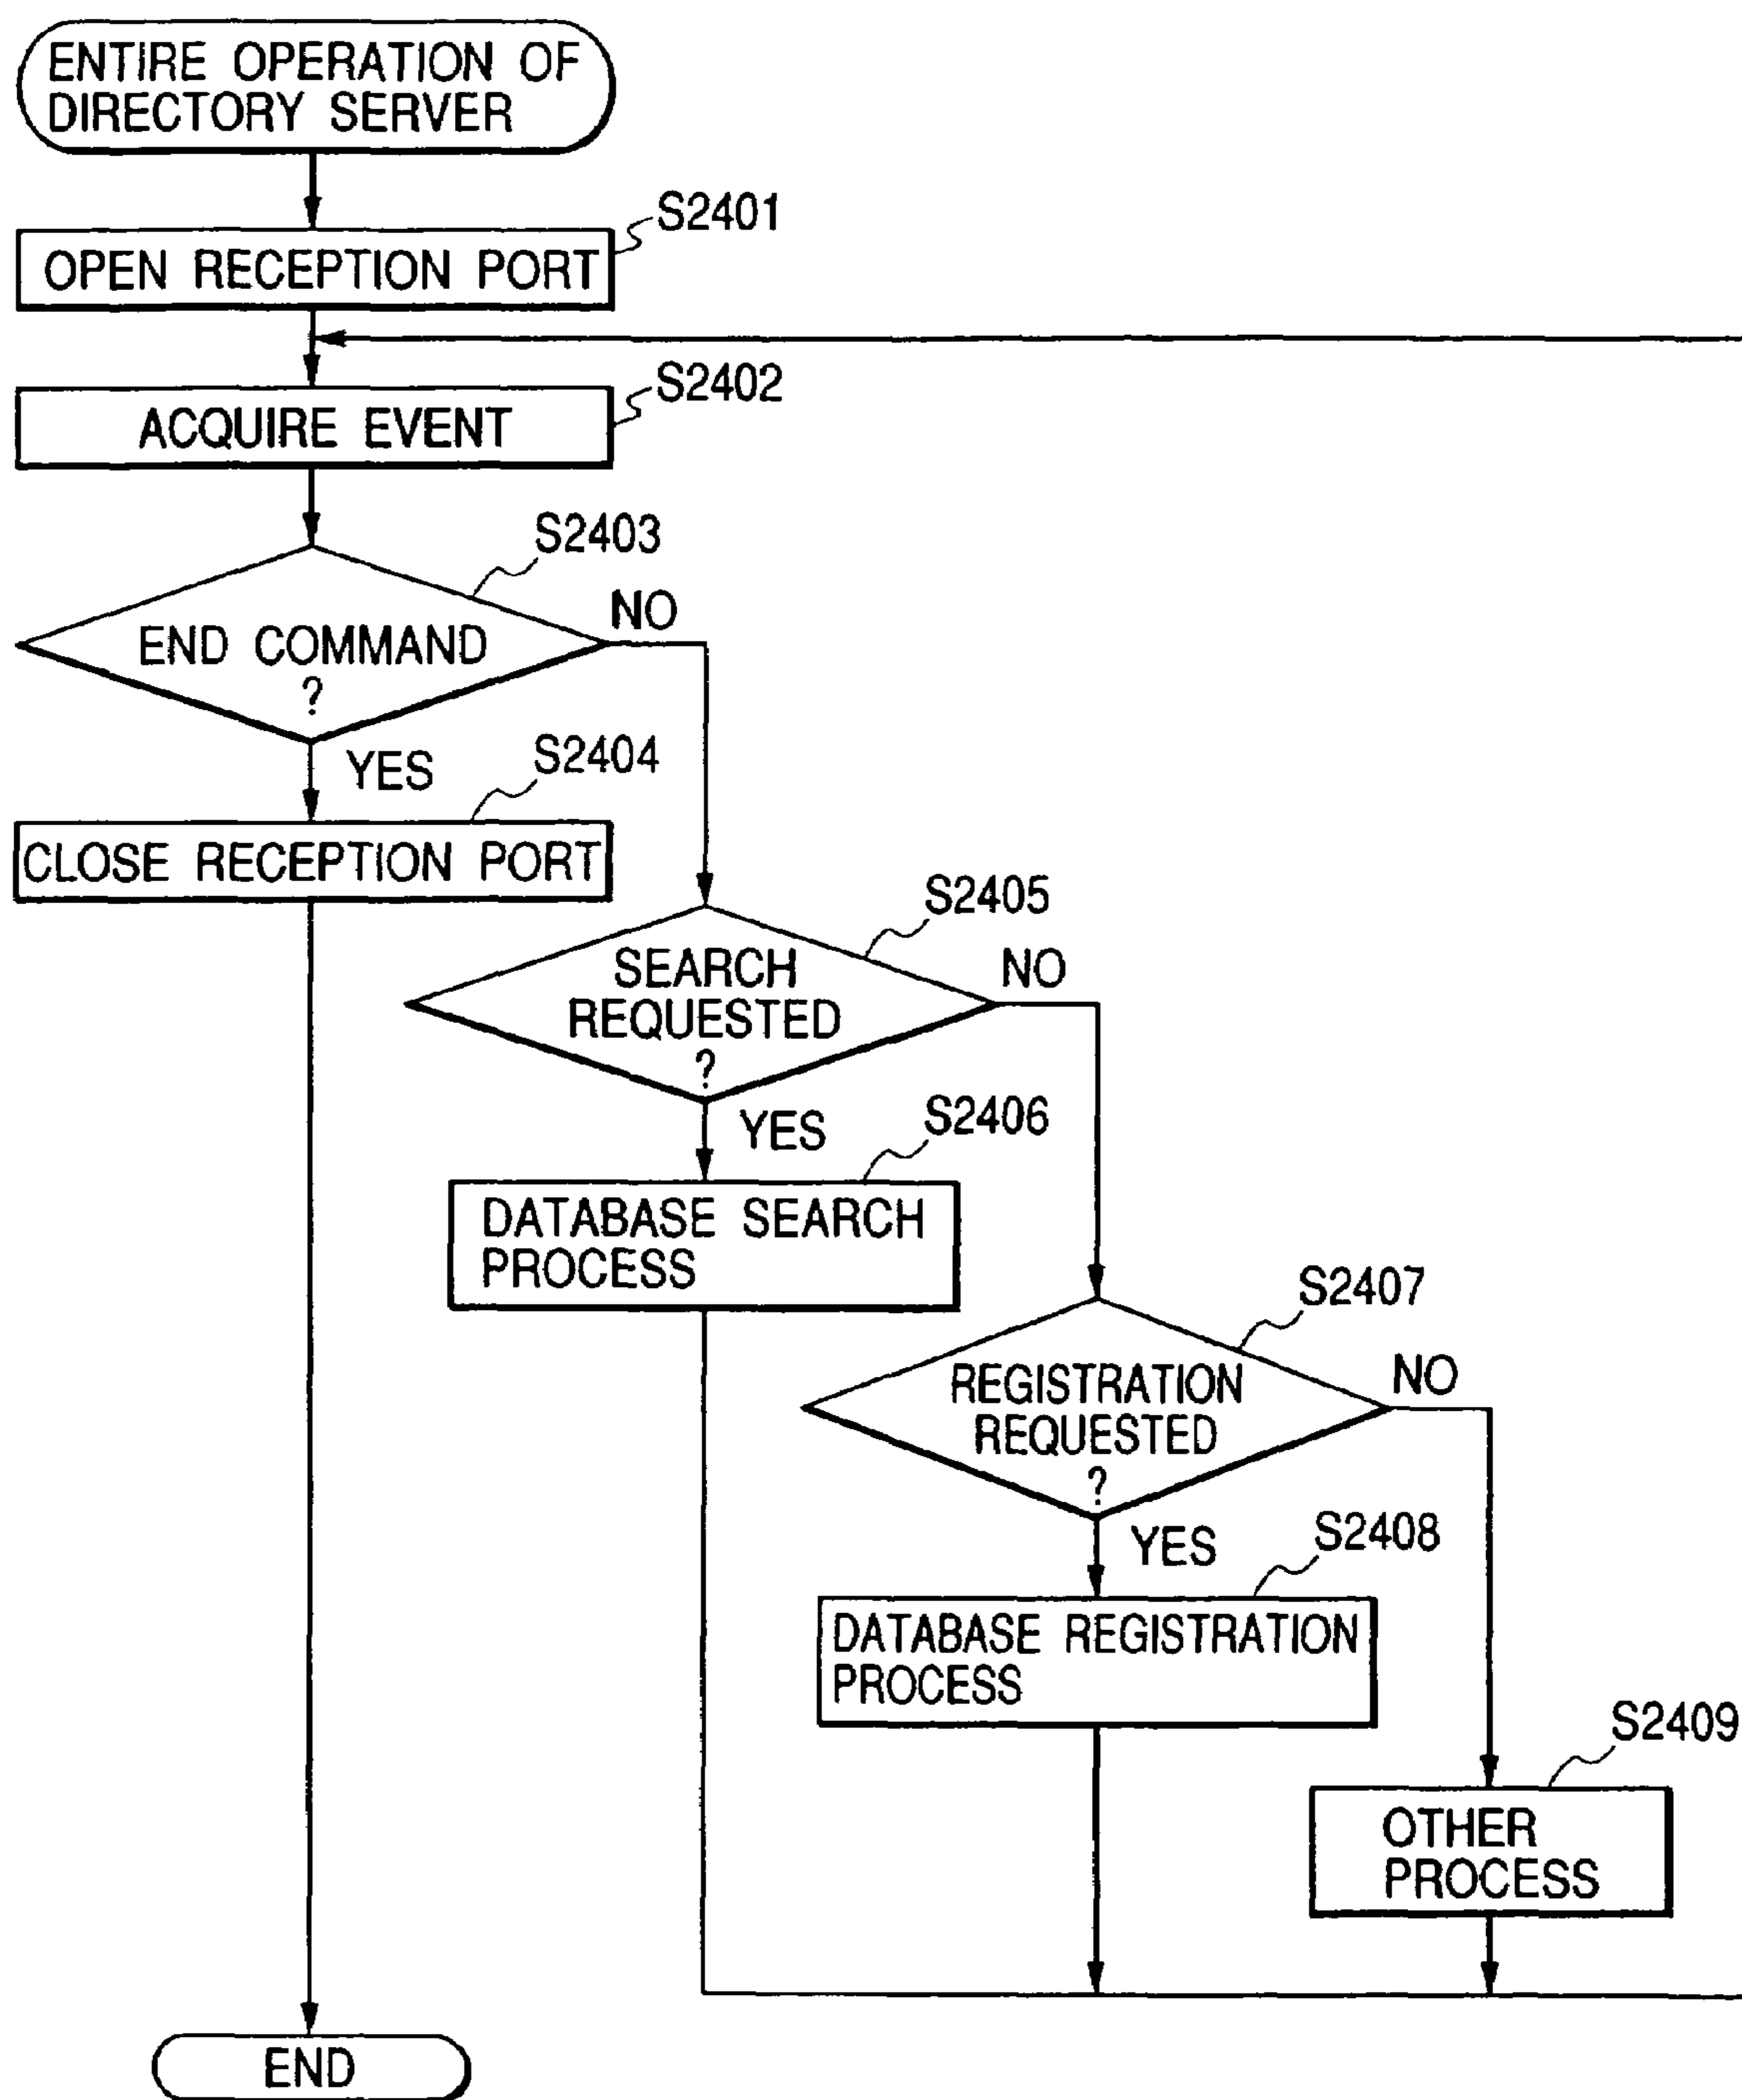 ENTIRE OPERATION OF
DIRECTORY SERVER
S2401
OPEN RECEPTION PORT
S2402
ACQUIRE EVENT
S2403
NO
END COMMAND
?
YES
S2404
CLOSE RECEPTION PORT
S2405
SEARCH
REQUESTED
?
NO
YES
S2406
DATABASE SEARCH
PROCESS
S2407
REGISTRATION
REQUESTED
?
NO
YES
S2408
DATABASE REGISTRATION
PROCESS
S2409
OTHER
PROCESS
END